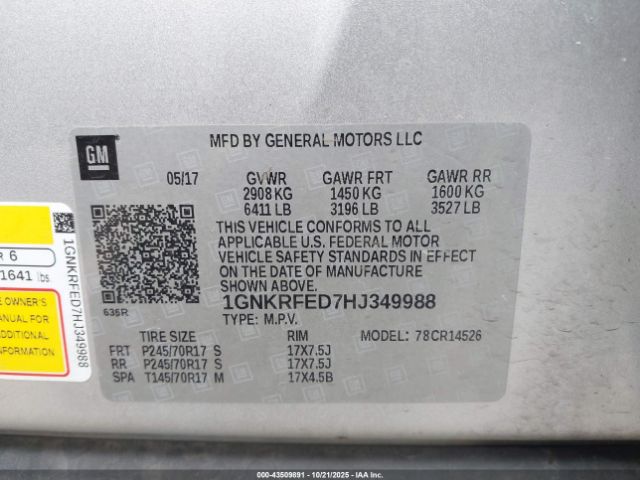 GM
MFD BY GENERAL MOTORS LLC
05/17 GVWR GAWR FRT GAWR RR
2908 KG 1450 KG 1600 KG
6411 LB 3196 LB 3527 LB
THIS VEHICLE CONFORMS TO ALL
APPLICABLE U.S. FEDERAL MOTOR
VEHICLE SAFETY STANDARDS IN EFFECT
ON THE DATE OF MANUFACTURE
SHOWN ABOVE.
635R
1GNKRFED7HJ349988
TYPE: M.P.V.
TIRE SIZE RIM MODEL: 78CR14526
FRT P245/70R17 S 17X7.5J
RR P245/70R17 S 17X7.5J
SPA T145/70R17 M 17X4.5B
R 6
1641 lbs.
E OWNER'S
MANUAL FOR
ADDITIONAL
INFORMATION
1GNKRFED7HJ349988
© 000-43509891 - 10/21/2025 - IAAI.COM